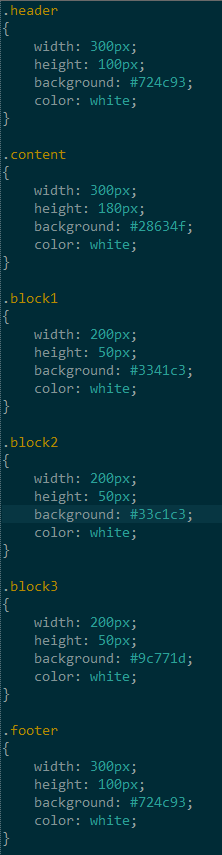 .header
{
    width: 300px;
    height: 100px;
    background: #724c93;
    color: white;
}

.content
{
    width: 300px;
    height: 180px;
    background: #28634f;
    color: white;
}

.block1
{
    width: 200px;
    height: 50px;
    background: #3341c3;
    color: white;
}

.block2
{
    width: 200px;
    height: 50px;
    background: #33c1c3;
    color: white;
}

.block3
{
    width: 200px;
    height: 50px;
    background: #9c771d;
    color: white;
}

.footer
{
    width: 300px;
    height: 100px;
    background: #724c93;
    color: white;
}